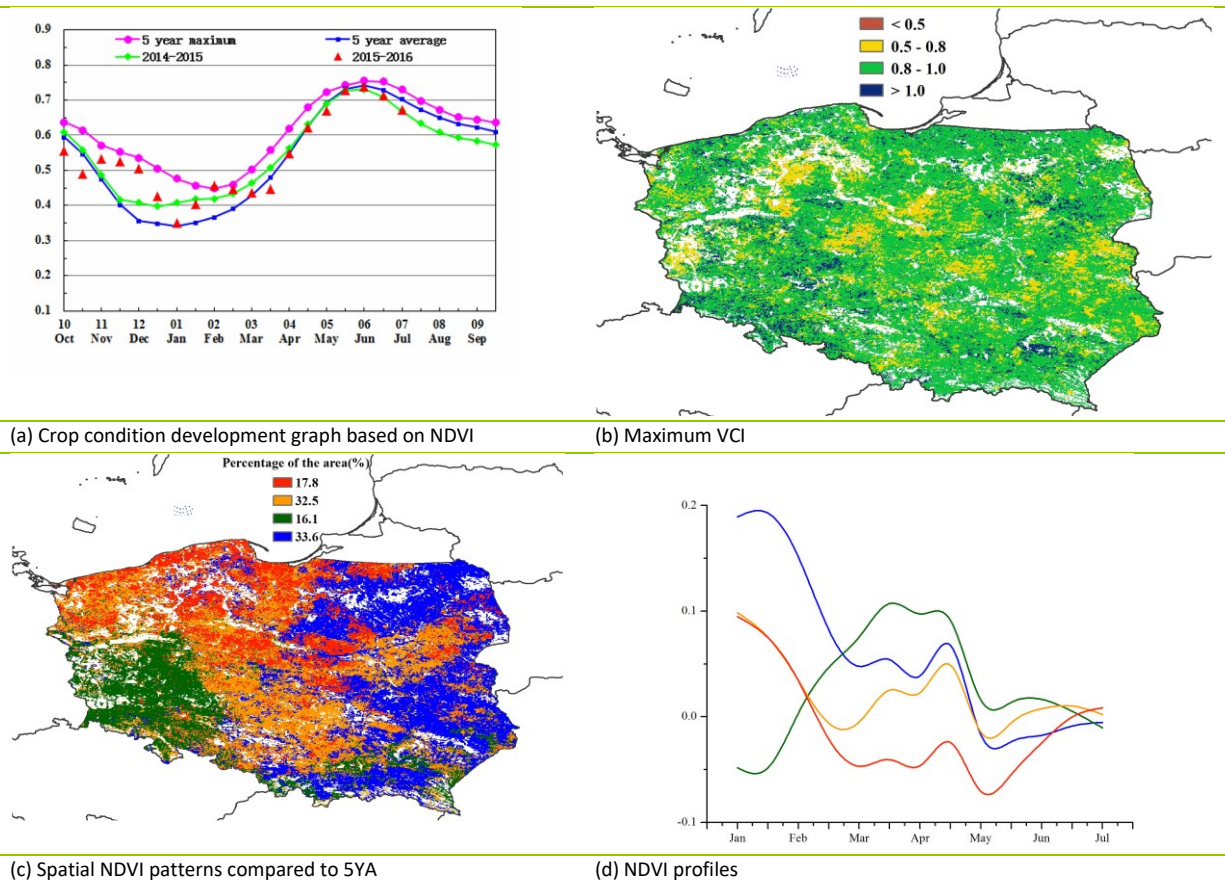 5 year maximum 5 year average
2014-2015 2015-2016
0.9
0.8
0.7
0.6
0.5
0.4
0.3
0.2
0.1
10 11 12 01 02 03 04 05 06 07 08 09
Oct Nov Dec Jan Feb Mar Apr May Jun Jul Aug Sep
< 0.5
0.5 - 0.8
0.8 - 1.0
> 1.0
(a) Crop condition development graph based on NDVI
(b) Maximum VCI
Percentage of the area(%)
17.8
32.5
16.1
33.6
0.2
0.1
0.0
-0.1
Jan Feb Mar Apr May Jun Jul
(c) Spatial NDVI patterns compared to 5YA
(d) NDVI profiles